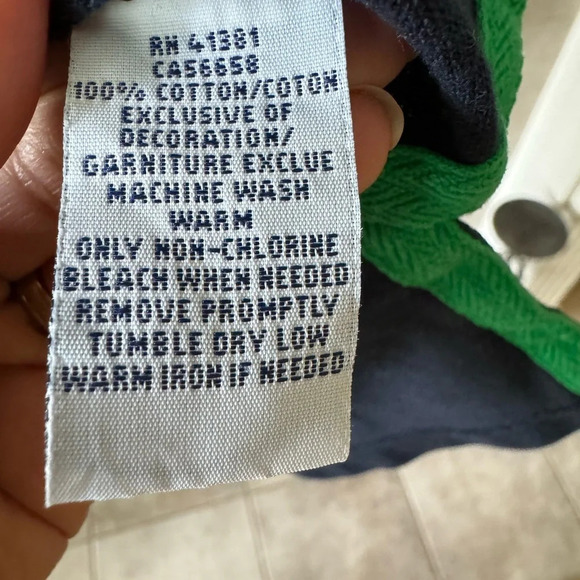 RN 41381
CA56658
100% COTTON/COTON
EXCLUSIVE OF
DECORATION/
GARNITURE EXCLUE
MACHINE WASH
WARM
ONLY NON-CHLORINE
BLEACH WHEN NEEDED
REMOVE PROMPTLY
TUMBLE DRY LOW
WARM IRON IF NEEDED